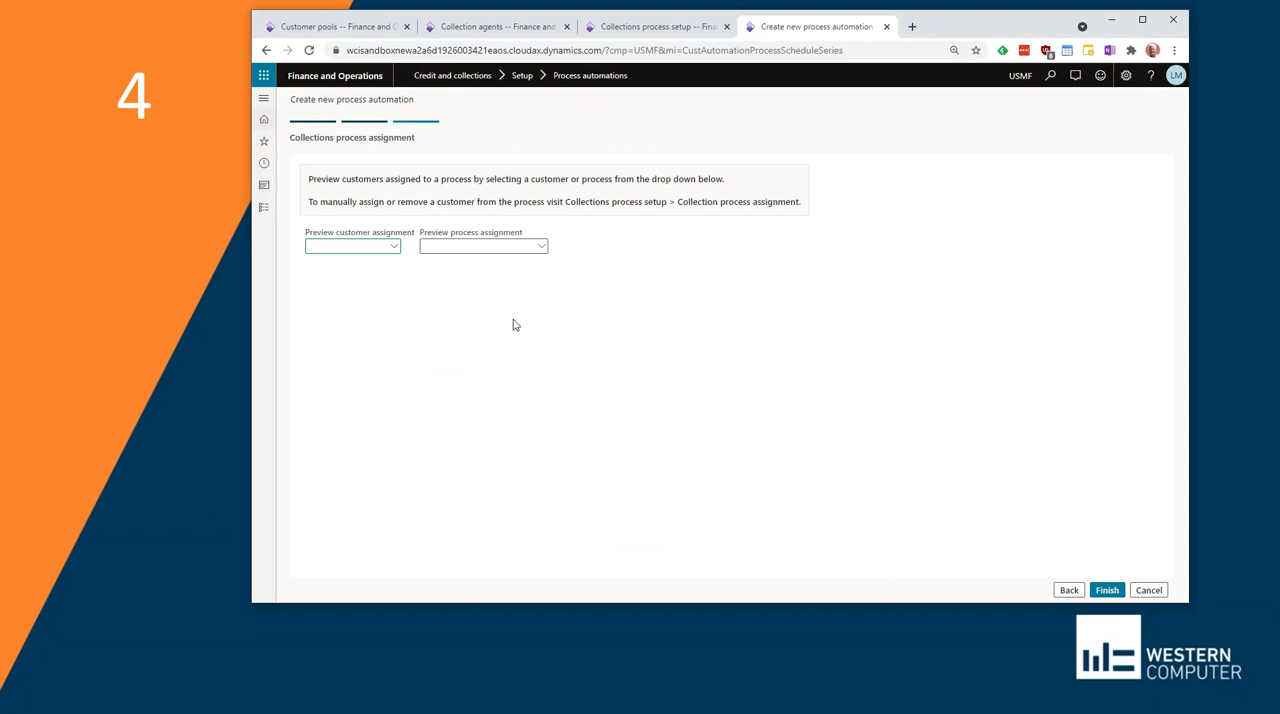 4
Customer pools -- Finance and O
Collection agents -- Finance and
Collections process setup -- Fina
Create new process automation
wcisandboxnewa2a6d1926003421eaos.cloudax.dynamics.com/?cmp=USMF&mi=CustAutomationProcessScheduleSeries
Finance and Operations
Credit and collections
Setup
Process automations
USMF
LM
Create new process automation
Collections process assignment
Preview customers assigned to a process by selecting a customer or process from the drop down below.
To manually assign or remove a customer from the process visit Collections process setup > Collection process assignment.
Preview customer assignment
Preview process assignment
Back
Finish
Cancel
WESTERN
COMPUTER